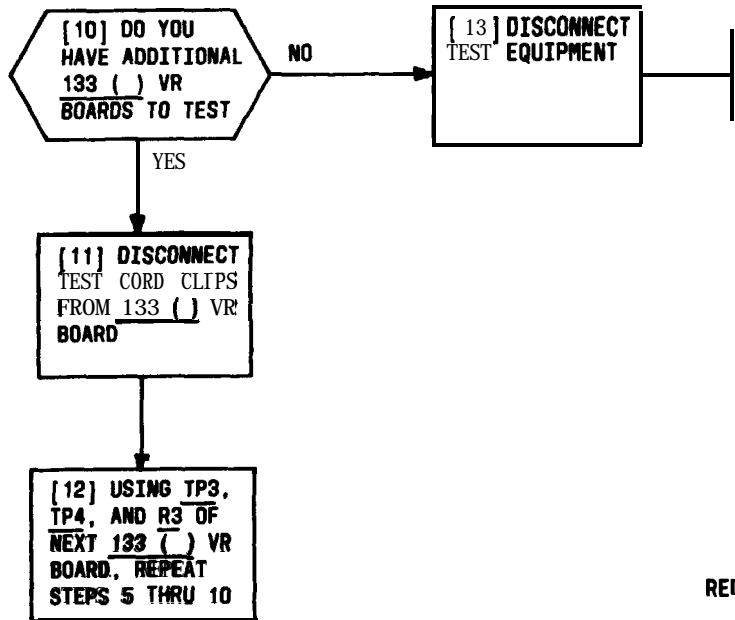 [10] DO YOU
HAVE ADDITIONAL
133 ( ) VR
BOARDS TO TEST
NO
[ 13 ] DISCONNECT
TEST EQUIPMENT
YES
[11] DISCONNECT
TEST CORD CLIPS
FROM 133 ( ) VR
BOARD
[12] USING TP3,
TP4, AND R3 OF
NEXT 133 ( ) VR
BOARD, REPEAT
STEPS 5 THRU 10